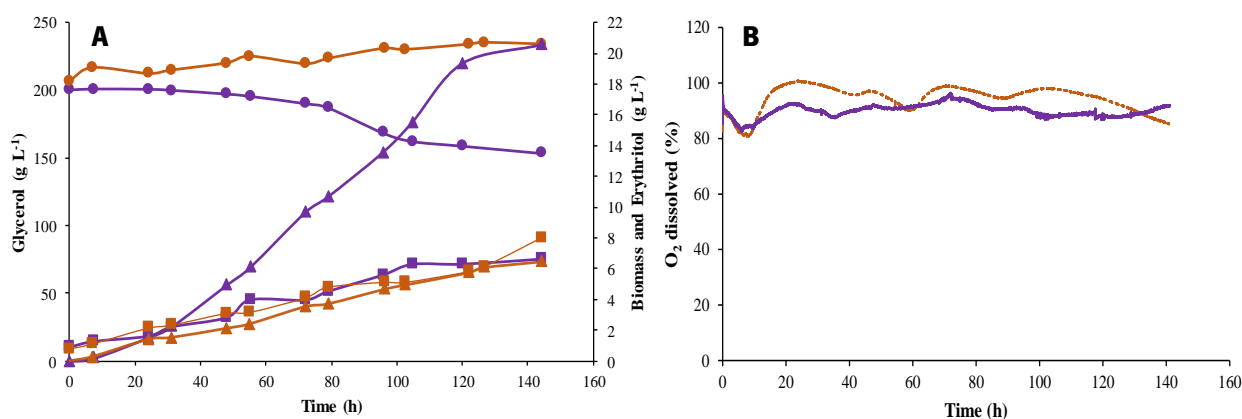 A
250
200
150
100
50
0
Glycerol (g L-1)
0 20 40 60 80 100 120 140 160
Time (h)
22
20
18
16
14
12
10
8
6
4
2
0
Biomass and Erythritol (g L-1)
B
120
100
80
60
40
20
0
O2 dissolved (%)
0 20 40 60 80 100 120 140 160
Time (h)